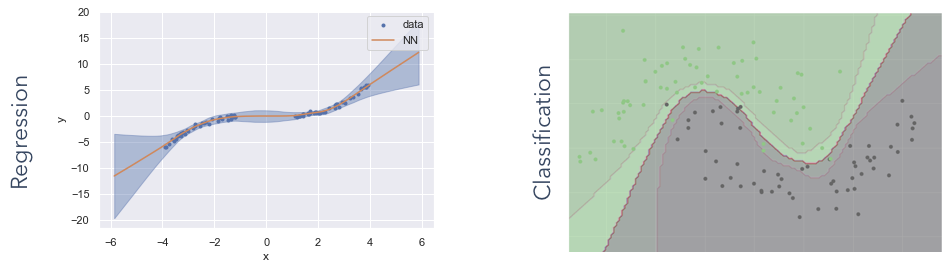 Regression
y
20
15
10
5
0
−5
−10
−15
−20
−6
−4
−2
0
2
4
6
x
data
NN
Classification